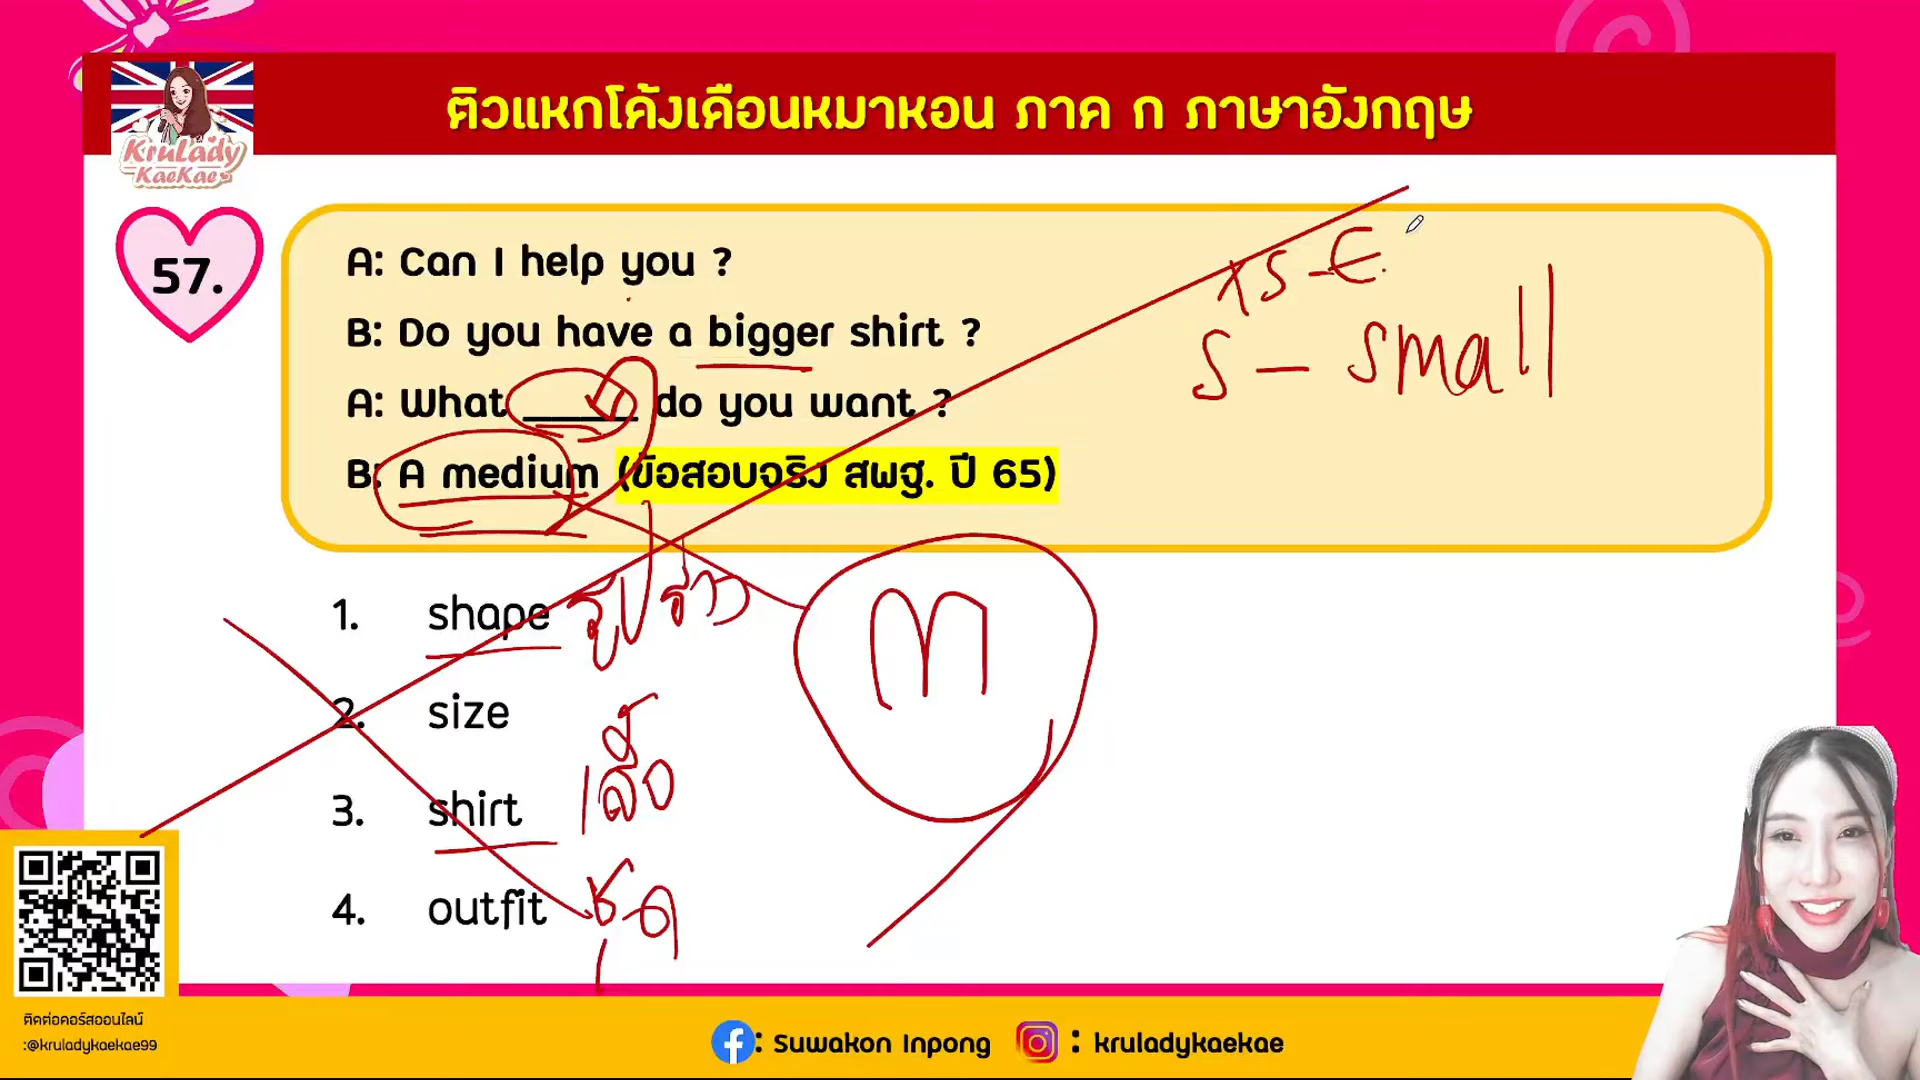 ติวแหกโค้งเดือนหมาหอน ภาค ก ภาษาอังกฤษ
KruLady
KaeKae
57.
A: Can I help you ?
B: Do you have a bigger shirt ?
A: What _____ do you want ?
B: A medium (ข้อสอบจริง สพฐ. ปี 65)
S - small
1. shape รูปร่าง
2. size
3. shirt เสื้อ
4. outfit ชุด
M
ติดต่อคอร์สออนไลน์
:@kruladykaekae99
: Suwakon Inpong
: kruladykaekae